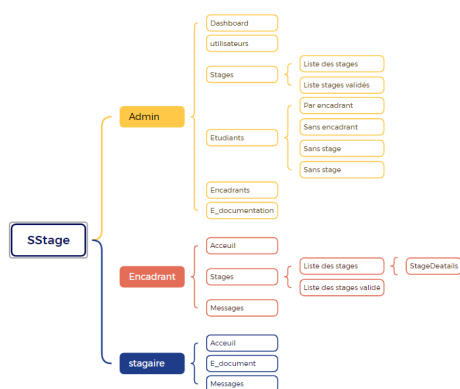 SStage
Admin
Dashboard
utilisateurs
Stages
Liste des stages
Liste stages validés
Etudiants
Par encadrant
Sans encadrant
Sans stage
Sans stage
Encadrants
E_documentation
Encadrant
Acceuil
Stages
Liste des stages
StageDeatails
Liste des stages validé
Messages
stagaire
Acceuil
E_document
Messages